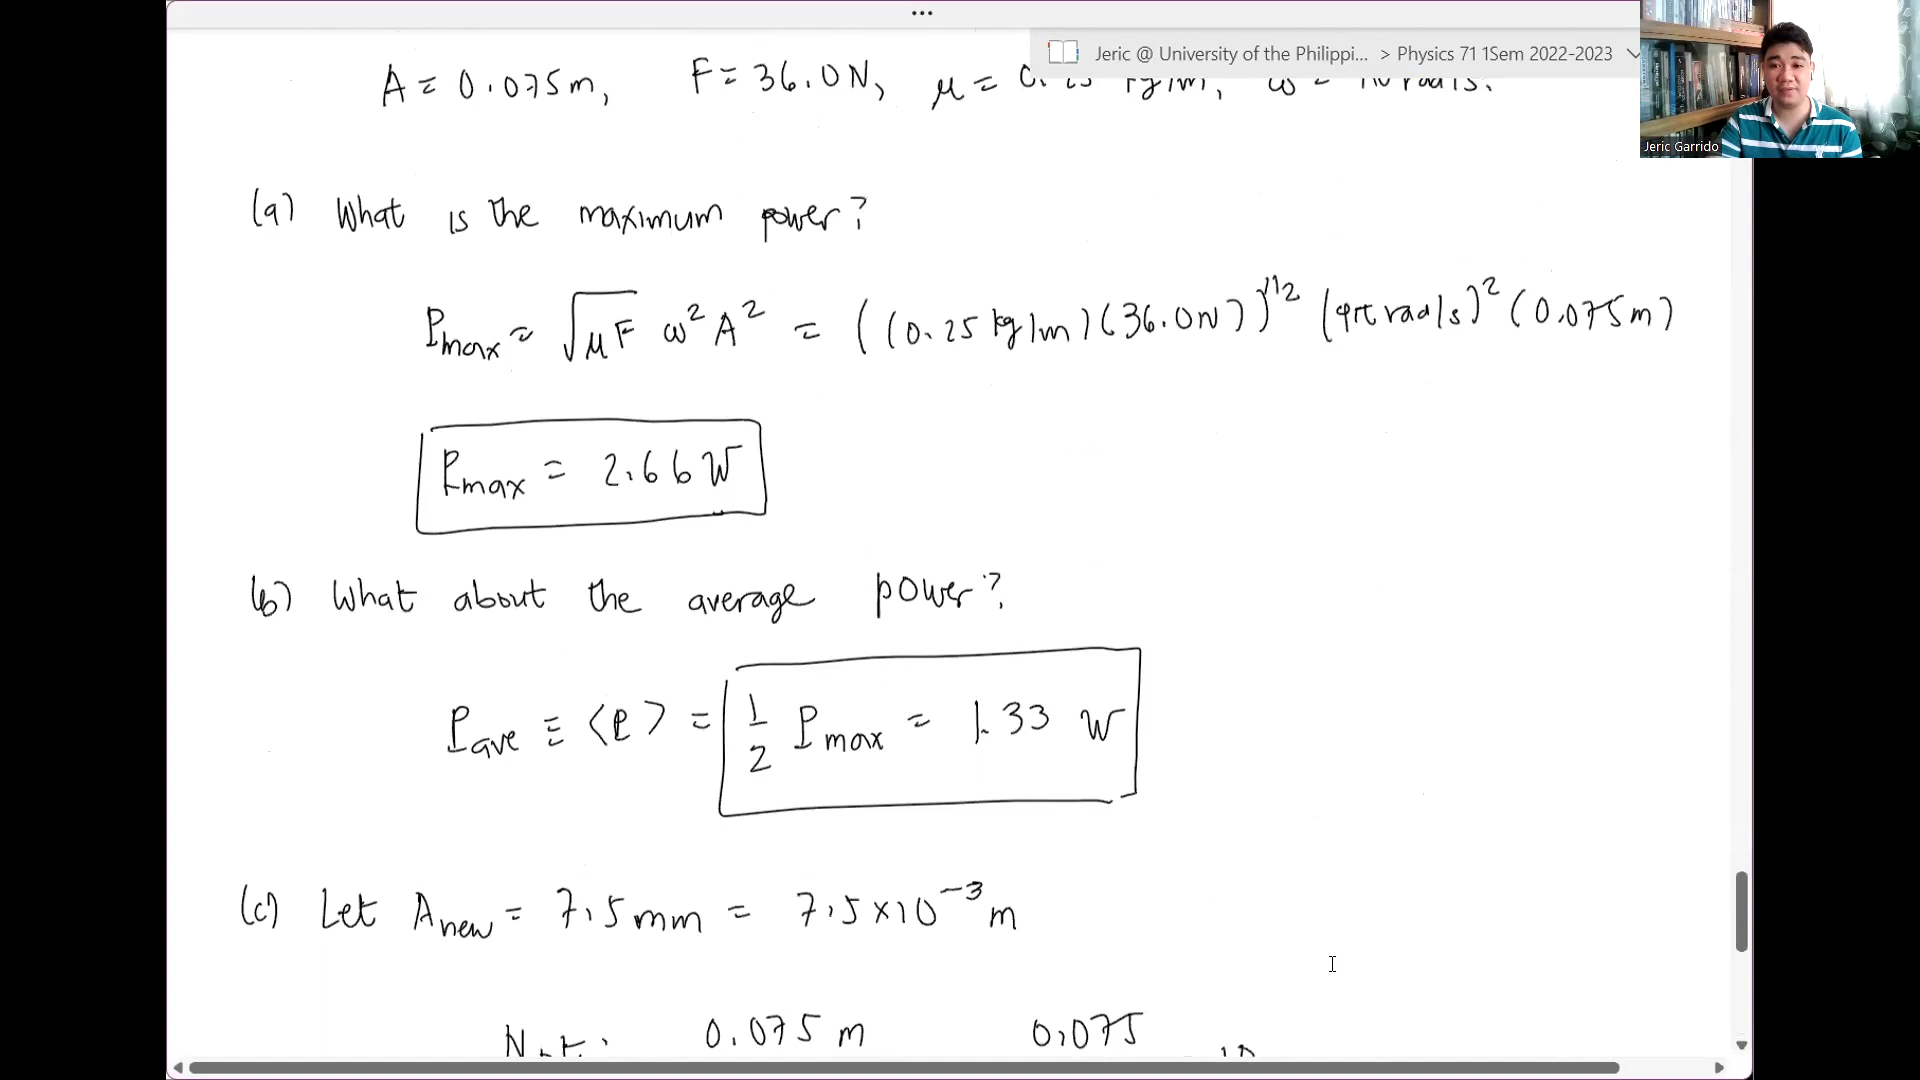 ...
Jeric @ University of the Philippi... > Physics 71 1Sem 2022-2023
A = 0.075m, F = 36.0N, μ =
Jeric Garrido
(a) What is the maximum power?
Pmax = √μF ω² A² = ((0.25 kg/m)(36.0N))^1/2 (4π rad/s)² (0.075m)
Pmax = 2.66 W
(b) What about the average power?
Pave ≡ ⟨P⟩ = 1/2 Pmax = 1.33 W
(c) Let Anew = 7.5mm = 7.5×10⁻³ m
0.075 m 0.075